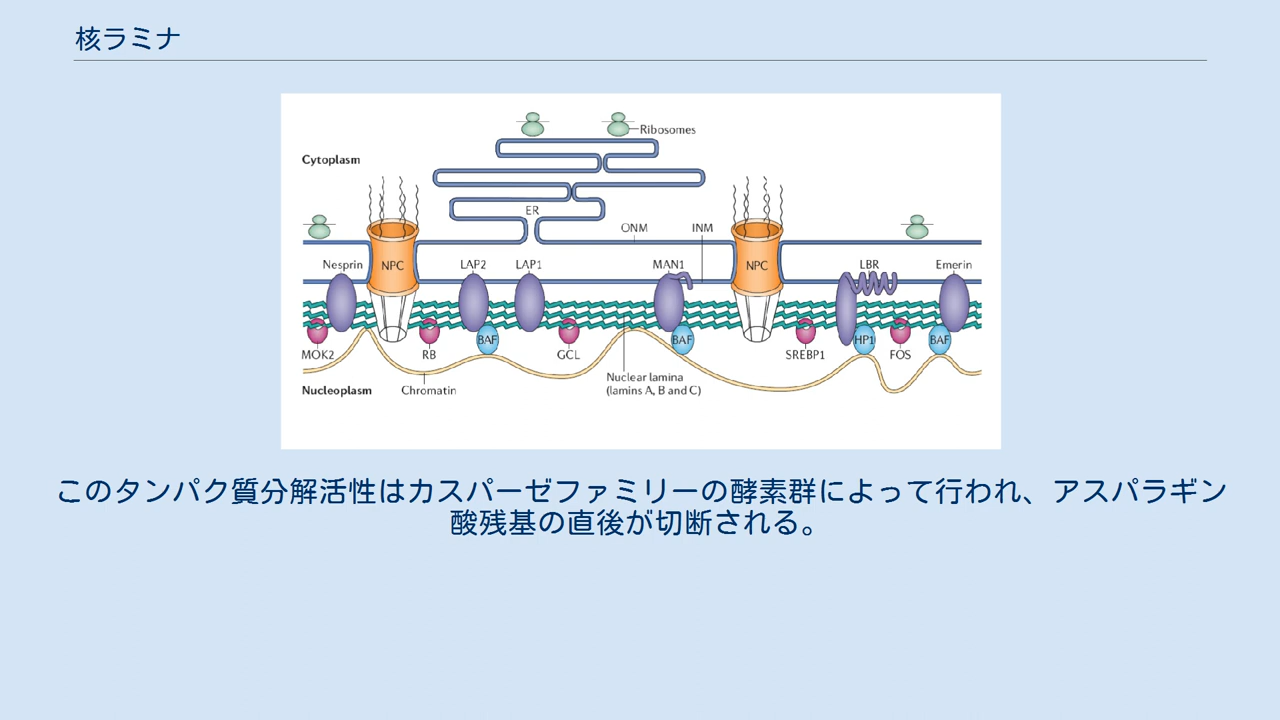 核ラミナ
Ribosomes
Cytoplasm
ER
ONM
INM
Nesprin
NPC
LAP2
LAP1
MAN1
NPC
LBR
Emerin
MOK2
RB
BAF
GCL
BAF
SREBP1
HP1
FOS
BAF
Nucleoplasm
Chromatin
Nuclear lamina
(lamins A, B and C)
このタンパク質分解活性はカスパーゼファミリーの酵素群によって行われ、アスパラギン
酸残基の直後が切断される。